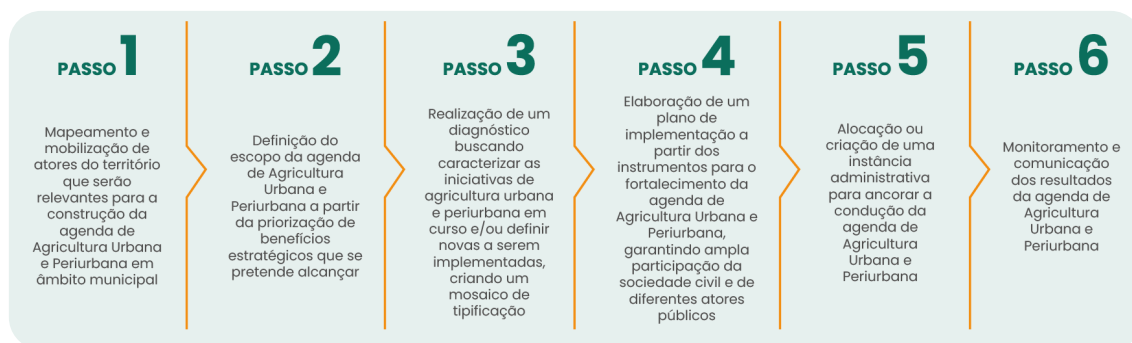 PASSO 1
Mapeamento e
mobilização de
atores do território
que serão
relevantes para a
construção da
agenda de
Agricultura Urbana
e Periurbana em
âmbito municipal
PASSO 2
Definição do
escopo da agenda
de Agricultura
Urbana e
Periurbana a partir
da priorização de
benefícios
estratégicos que se
pretende alcançar
PASSO 3
Realização de um
diagnóstico
buscando
caracterizar as
iniciativas de
agricultura urbana
e periurbana em
curso e/ou definir
novas a serem
implementadas,
criando um
mosaico de
tipificação
PASSO 4
Elaboração de um
plano de
implementação a
partir dos
instrumentos para o
fortalecimento da
agenda de
Agricultura Urbana e
Periurbana,
garantindo ampla
participação da
sociedade civil e de
diferentes atores
públicos
PASSO 5
Alocação ou
criação de uma
instância
administrativa
para ancorar a
condução da
agenda de
Agricultura
Urbana e
Periurbana
PASSO 6
Monitoramento e
comunicação
dos resultados
da agenda de
Agricultura
Urbana e
Periurbana